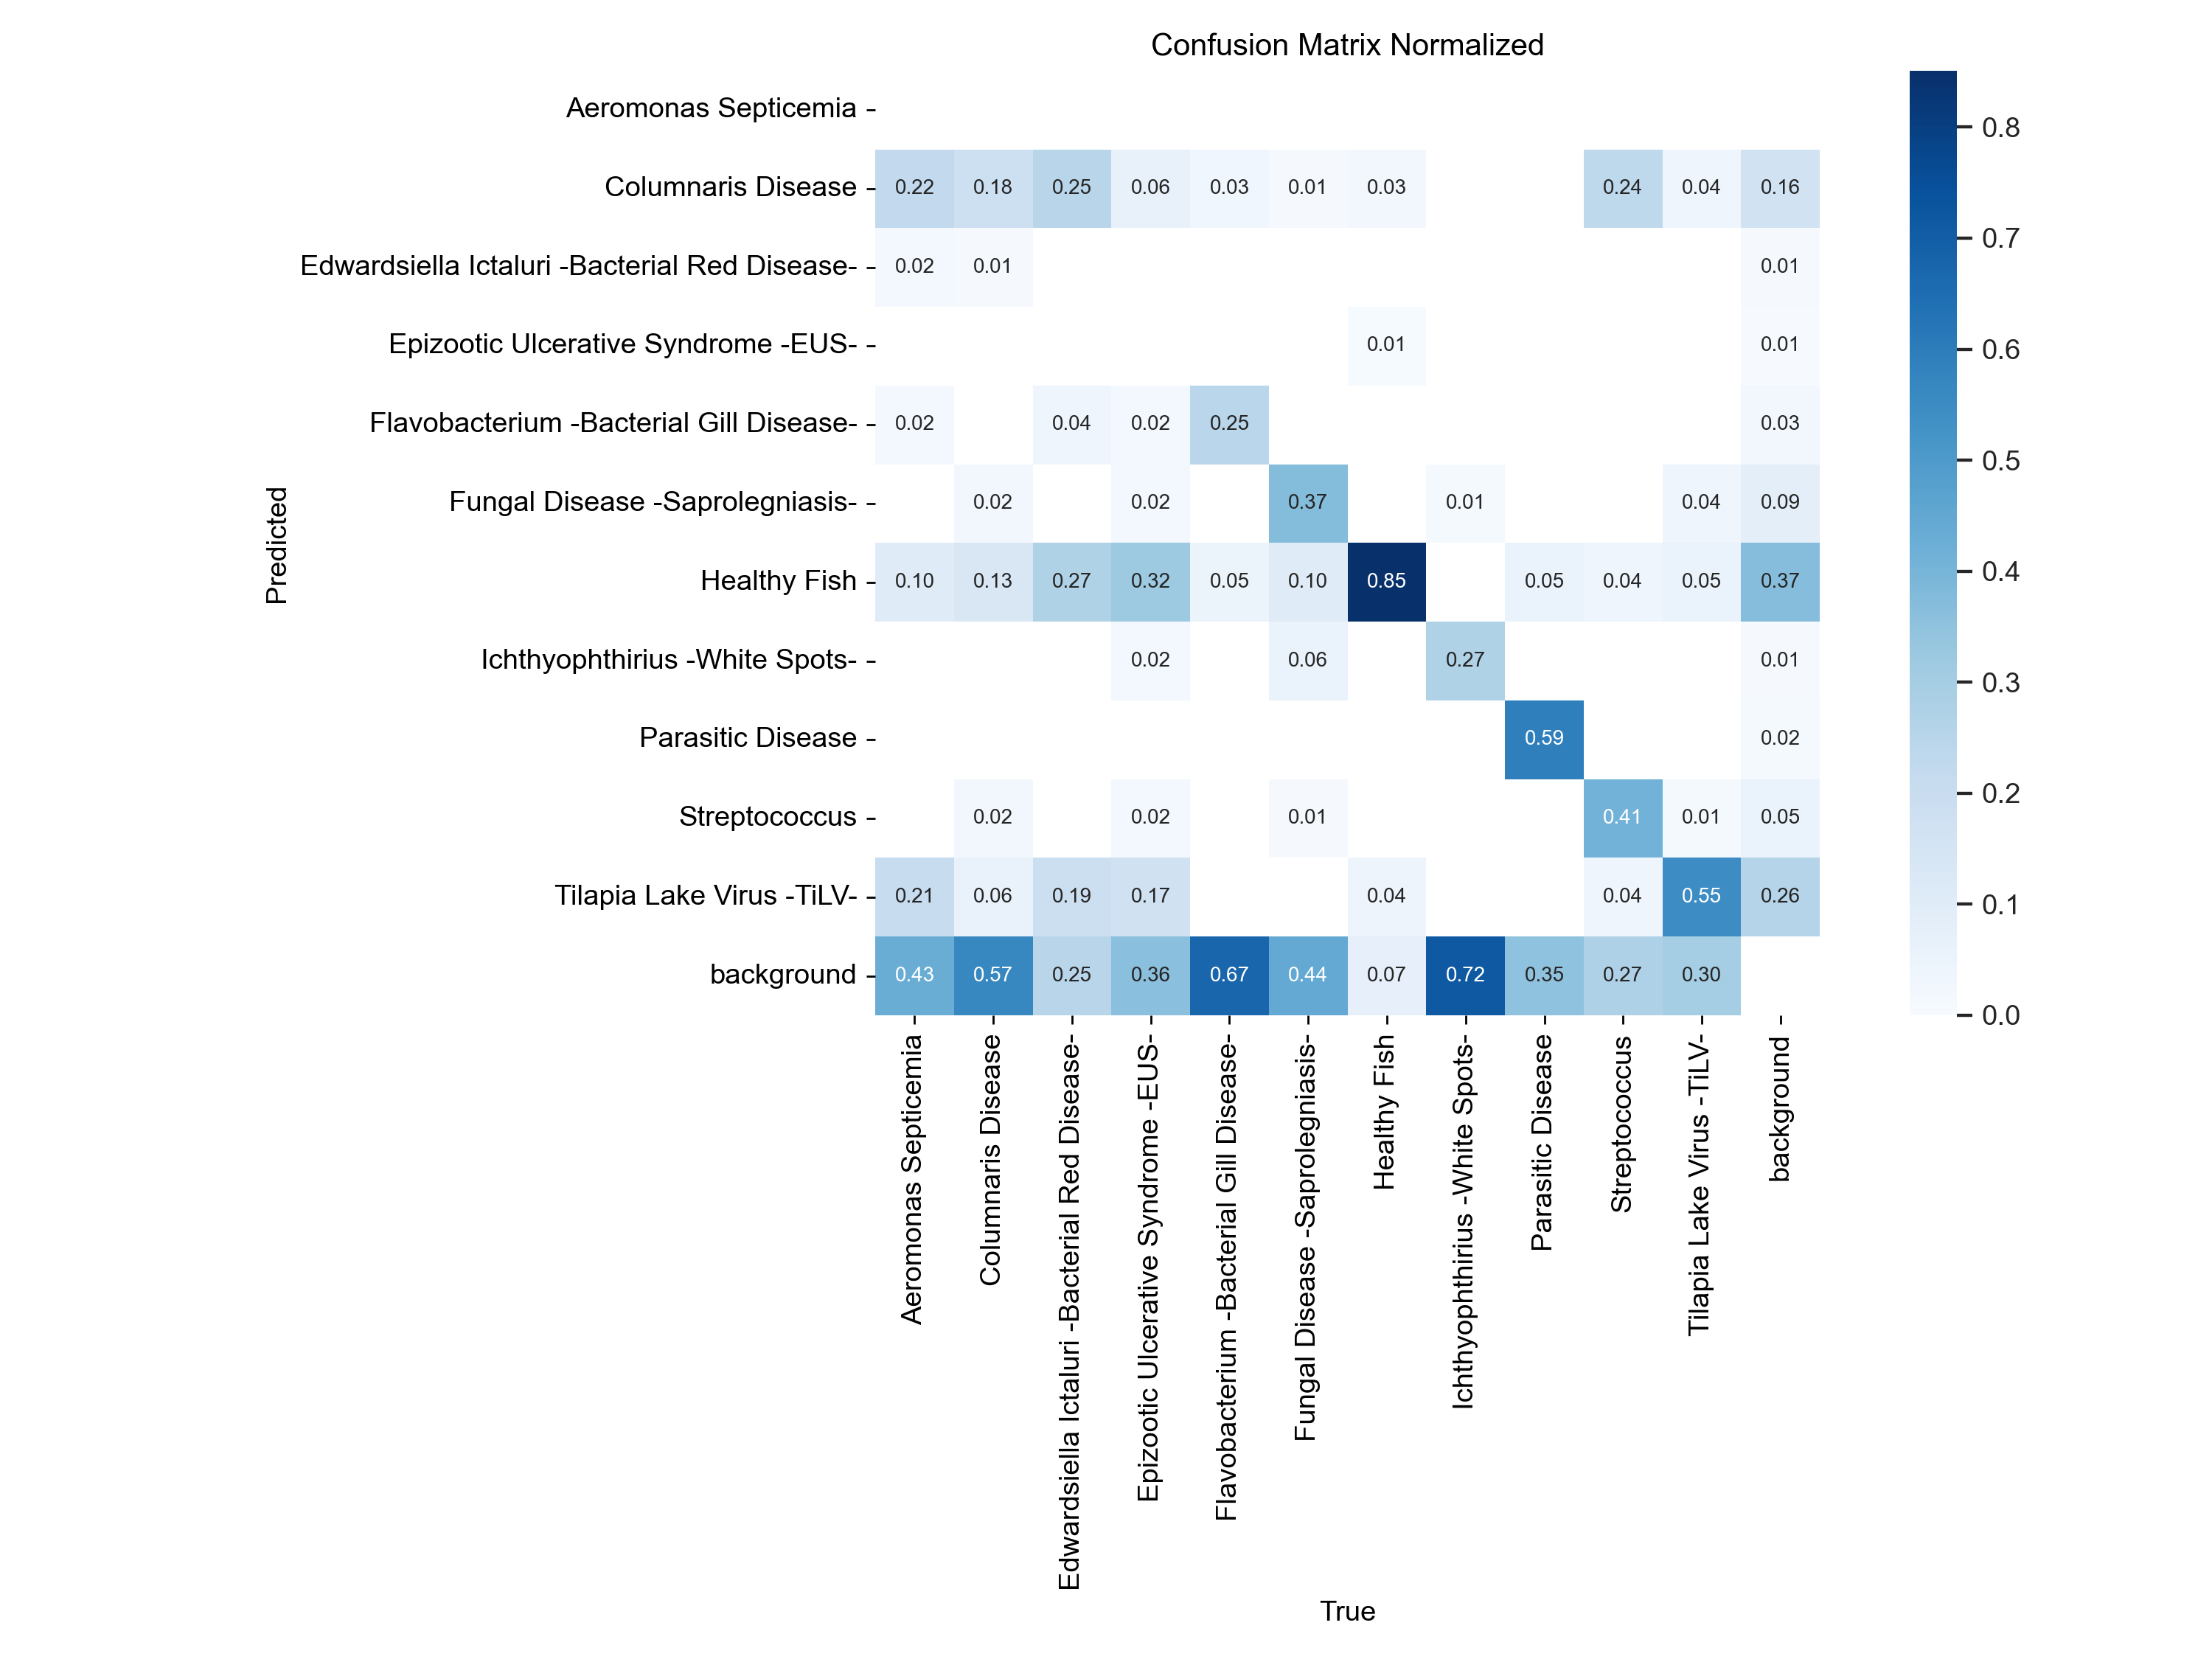 Confusion Matrix Normalized
Aeromonas Septicemia
Columnaris Disease 0.22 0.18 0.25 0.06 0.03 0.01 0.03 0.24 0.04 0.16
Edwardsiella Ictaluri -Bacterial Red Disease- 0.02 0.01 0.01
Epizootic Ulcerative Syndrome -EUS- 0.01 0.01
Flavobacterium -Bacterial Gill Disease- 0.02 0.04 0.02 0.25 0.03
Fungal Disease -Saprolegniasis- 0.02 0.02 0.37 0.01 0.04 0.09
Healthy Fish 0.10 0.13 0.27 0.32 0.05 0.10 0.85 0.05 0.04 0.05 0.37
Ichthyophthirius -White Spots- 0.02 0.06 0.27 0.01
Parasitic Disease 0.59 0.02
Streptococcus 0.02 0.02 0.01 0.41 0.01 0.05
Tilapia Lake Virus -TiLV- 0.21 0.06 0.19 0.17 0.04 0.04 0.55 0.26
background 0.43 0.57 0.25 0.36 0.67 0.44 0.07 0.72 0.35 0.27 0.30
Predicted
Aeromonas Septicemia
Columnaris Disease
Edwardsiella Ictaluri -Bacterial Red Disease-
Epizootic Ulcerative Syndrome -EUS-
Flavobacterium -Bacterial Gill Disease-
Fungal Disease -Saprolegniasis-
Healthy Fish
Ichthyophthirius -White Spots-
Parasitic Disease
Streptococcus
Tilapia Lake Virus -TiLV-
background
True
0.8
0.7
0.6
0.5
0.4
0.3
0.2
0.1
0.0